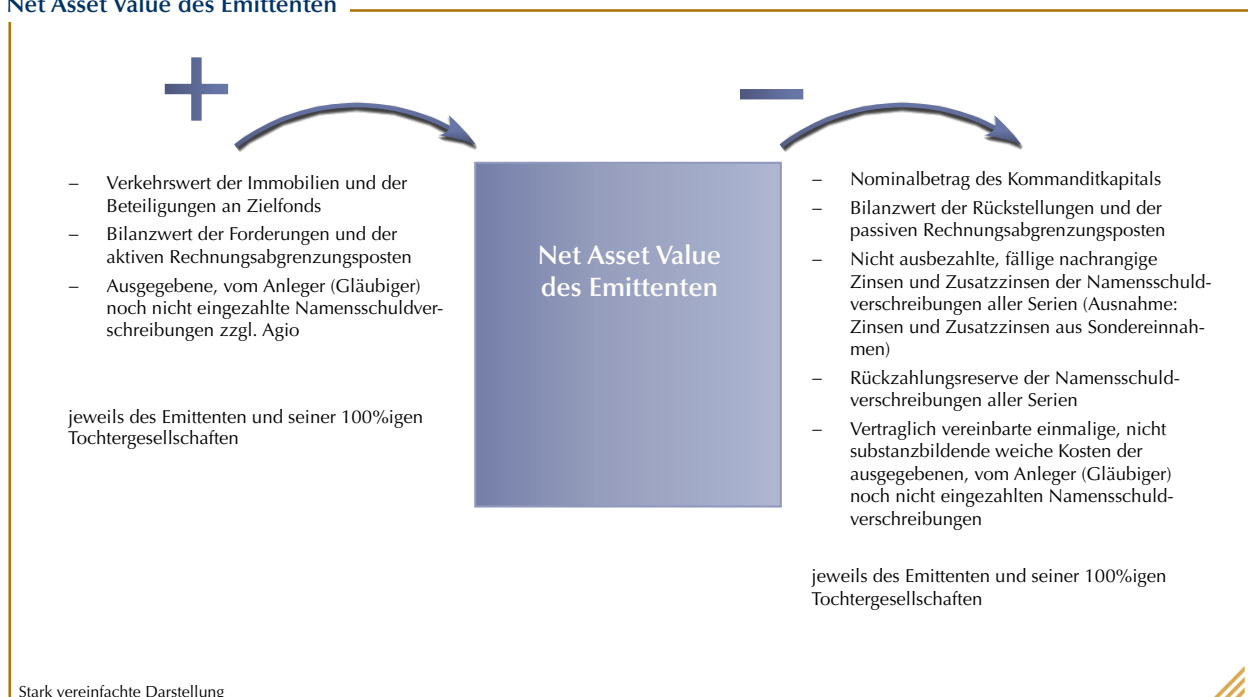 Net Asset Value des Emittenten
– Verkehrswert der Immobilien und der
Beteiligungen an Zielfonds
– Bilanzwert der Forderungen und der
aktiven Rechnungsabgrenzungsposten
– Ausgegebene, vom Anleger (Gläubiger)
noch nicht eingezahlte Namensschuldver-
schreibungen zzgl. Agio
jeweils des Emittenten und seiner 100%igen
Tochtergesellschaften
Net Asset Value
des Emittenten
– Nominalbetrag des Kommanditkapitals
– Bilanzwert der Rückstellungen und der
passiven Rechnungsabgrenzungsposten
– Nicht ausbezahlte, fällige nachrangige
Zinsen und Zusatzzinsen der Namensschuld-
verschreibungen aller Serien (Ausnahme:
Zinsen und Zusatzzinsen aus Sondereinnah-
men)
– Rückzahlungsreserve der Namensschuld-
verschreibungen aller Serien
– Vertraglich vereinbarte einmalige, nicht
substanzbildende weiche Kosten der
ausgegebenen, vom Anleger (Gläubiger)
noch nicht eingezahlten Namensschuld-
verschreibungen
jeweils des Emittenten und seiner 100%igen
Tochtergesellschaften
Stark vereinfachte Darstellung